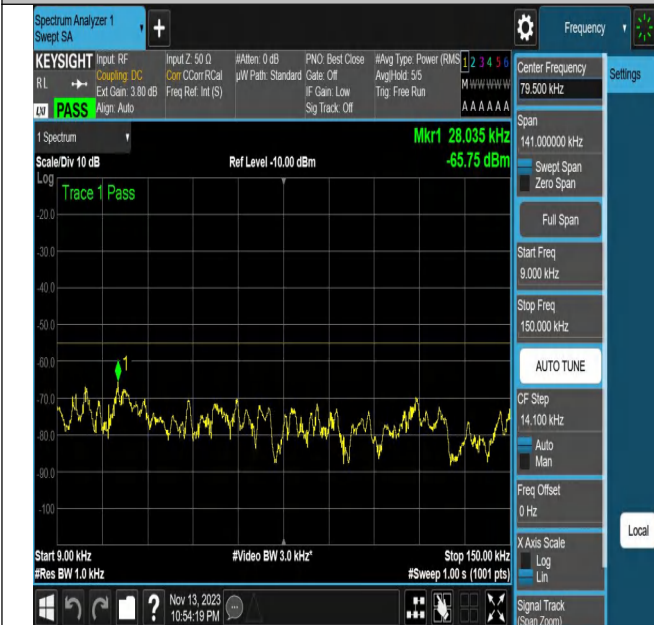 Spectrum Analyzer 1
Swept SA
+
Frequency
KEYSIGHT
RL
LXI
PASS
Input: RF
Coupling: DC
Ext Gain: 3.80 dB
Align: Auto
Input Z: 50 Ω
Corr CCorr RCal
Freq Ref: Int (S)
#Atten: 0 dB
µW Path: Standard
PNO: Best Close
Gate: Off
IF Gain: Low
Sig Track: Off
#Avg Type: Power (RMS
Avg|Hold: 5/5
Trig: Free Run
1 2 3 4 5 6
M W W W W W
A A A A A A
1 Spectrum
Mkr1 28.035 kHz
-65.75 dBm
Scale/Div 10 dB
Ref Level -10.00 dBm
Log
Trace 1 Pass
-20.0
-30.0
-40.0
-50.0
-60.0
1
-70.0
-80.0
-90.0
-100
Start 9.00 kHz
#Video BW 3.0 kHz*
Stop 150.00 kHz
#Res BW 1.0 kHz
#Sweep 1.00 s (1001 pts)
?
Nov 13, 2023
10:54:19 PM
Center Frequency
79.500 kHz
Settings
Span
141.000000 kHz
Swept Span
Zero Span
Full Span
Start Freq
9.000 kHz
Stop Freq
150.000 kHz
AUTO TUNE
CF Step
14.100 kHz
Auto
Man
Freq Offset
0 Hz
Local
X Axis Scale
Log
Lin
Signal Track
(Span Zoom)